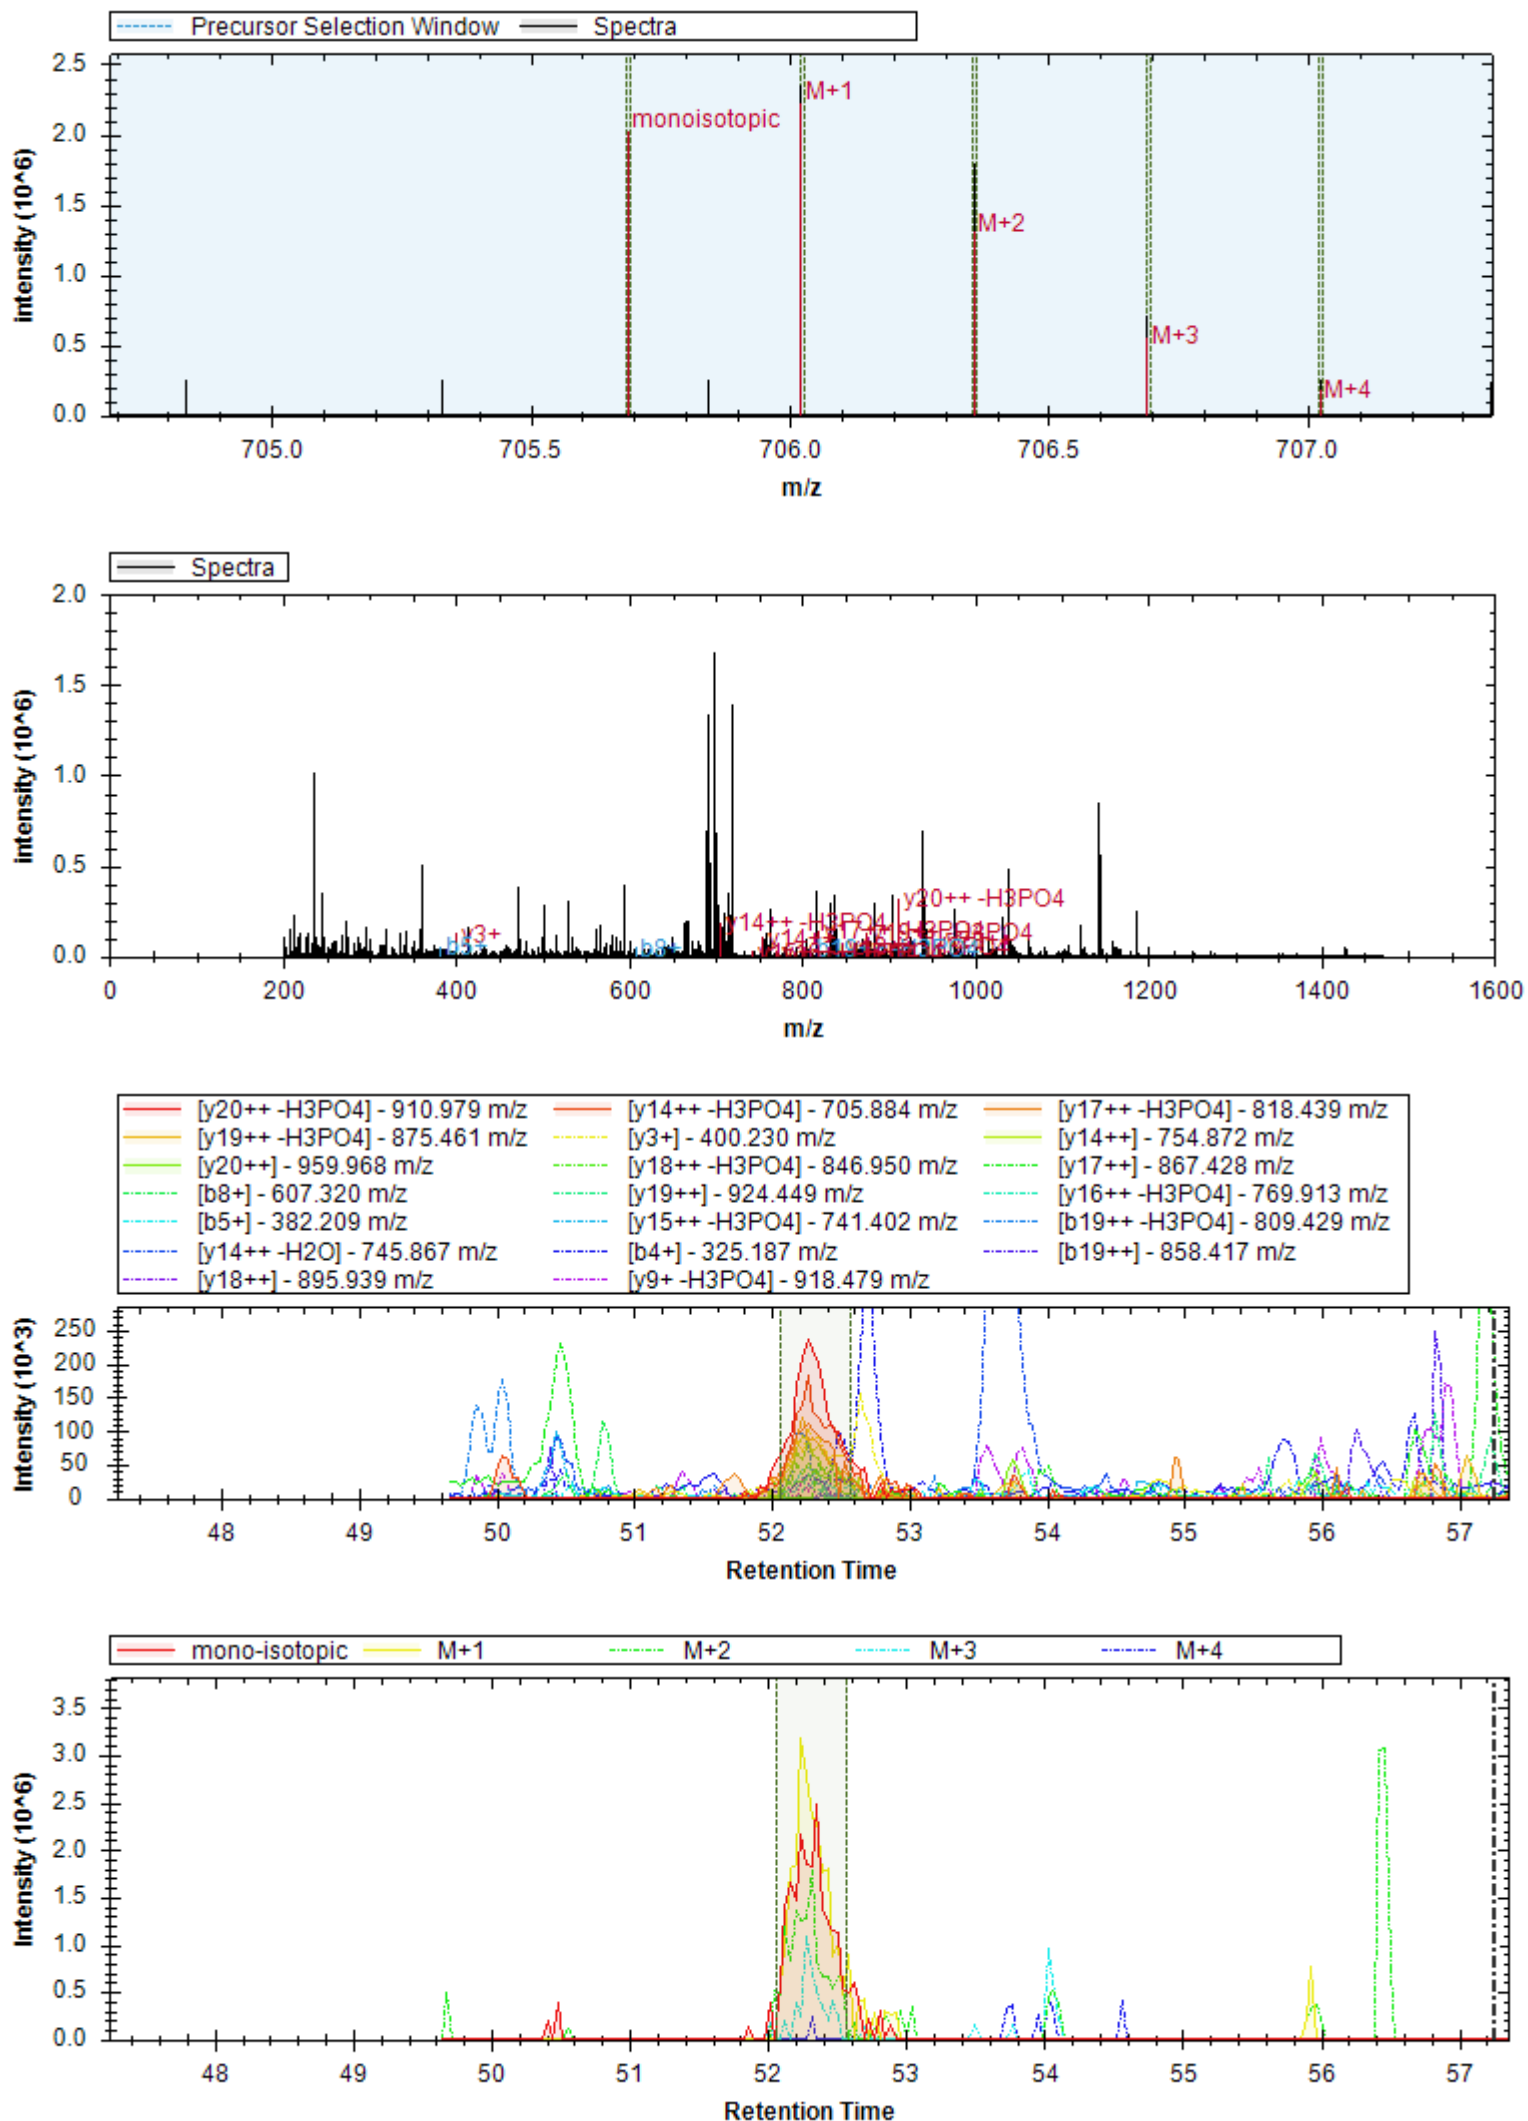 Precursor Selection Window Spectra
2.5
2.0
1.5
1.0
0.5
0.0
intensity (10^6)
monoisotopic
M+1
M+2
M+3
M+4
705.0 705.5 706.0 706.5 707.0
m/z
Spectra
2.0
1.5
1.0
0.5
0.0
intensity (10^6)
y20++ -H3PO4
y14++ -H3PO4
y3+
b8+
0 200 400 600 800 1000 1200 1400 1600
m/z
[y20++ -H3PO4] - 910.979 m/z [y14++ -H3PO4] - 705.884 m/z [y17++ -H3PO4] - 818.439 m/z
[y19++ -H3PO4] - 875.461 m/z [y3+] - 400.230 m/z [y14++] - 754.872 m/z
[y20++] - 959.968 m/z [y18++ -H3PO4] - 846.950 m/z [y17++] - 867.428 m/z
[b8+] - 607.320 m/z [y19++] - 924.449 m/z [y16++ -H3PO4] - 769.913 m/z
[b5+] - 382.209 m/z [y15++ -H3PO4] - 741.402 m/z [b19++ -H3PO4] - 809.429 m/z
[y14++ -H2O] - 745.867 m/z [b4+] - 325.187 m/z [b19++] - 858.417 m/z
[y18++] - 895.939 m/z [y9+ -H3PO4] - 918.479 m/z
250
200
150
100
50
0
Intensity (10^3)
48 49 50 51 52 53 54 55 56 57
Retention Time
mono-isotopic M+1 M+2 M+3 M+4
3.5
3.0
2.5
2.0
1.5
1.0
0.5
0.0
Intensity (10^6)
48 49 50 51 52 53 54 55 56 57
Retention Time